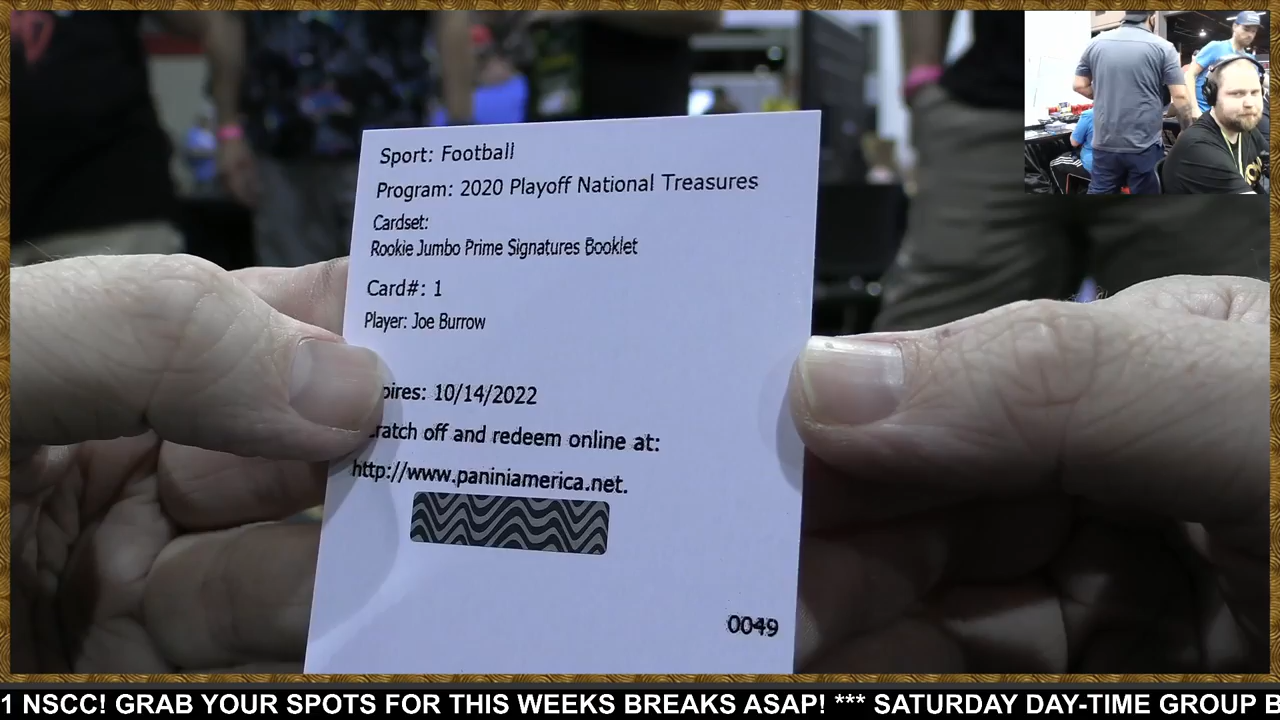 Sport: Football
Program: 2020 Playoff National Treasures
Cardset:
Rookie Jumbo Prime Signatures Booklet
Card#: 1
Player: Joe Burrow
pires: 10/14/2022
ratch off and redeem online at:
http://www.paniniamerica.net.
0049
1 NSCC! GRAB YOUR SPOTS FOR THIS WEEKS BREAKS ASAP! *** SATURDAY DAY-TIME GROUP B